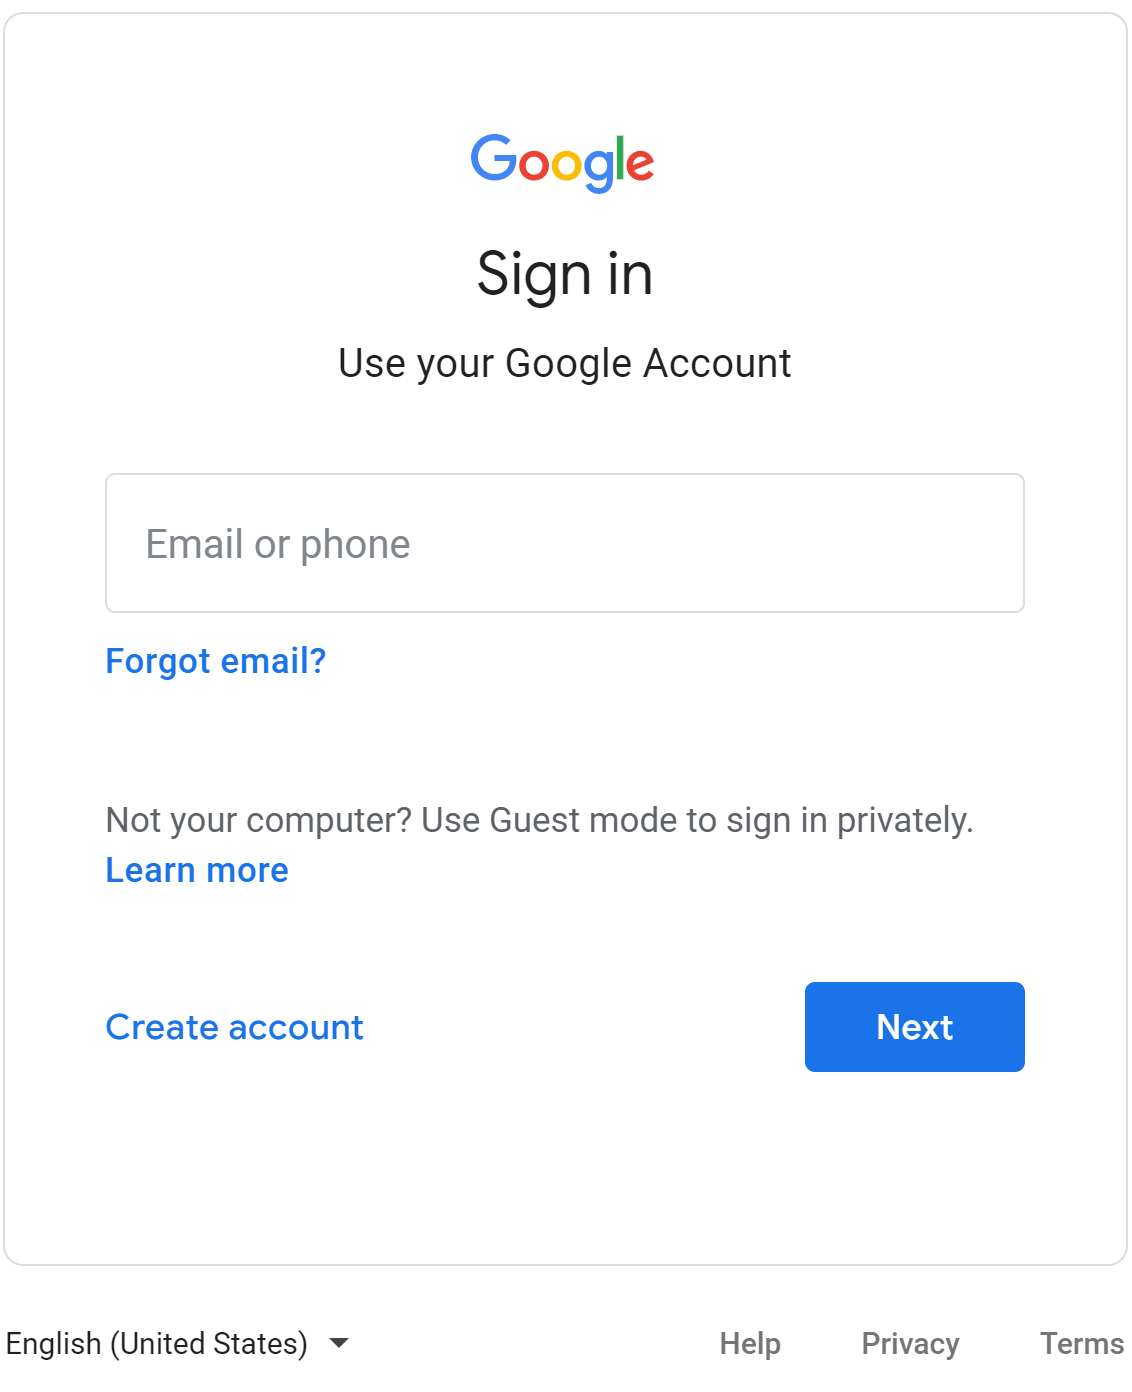 Google
Sign in
Use your Google Account
Email or phone
Forgot email?
Not your computer? Use Guest mode to sign in privately.
Learn more
Create account
Next
English (United States)
Help
Privacy
Terms